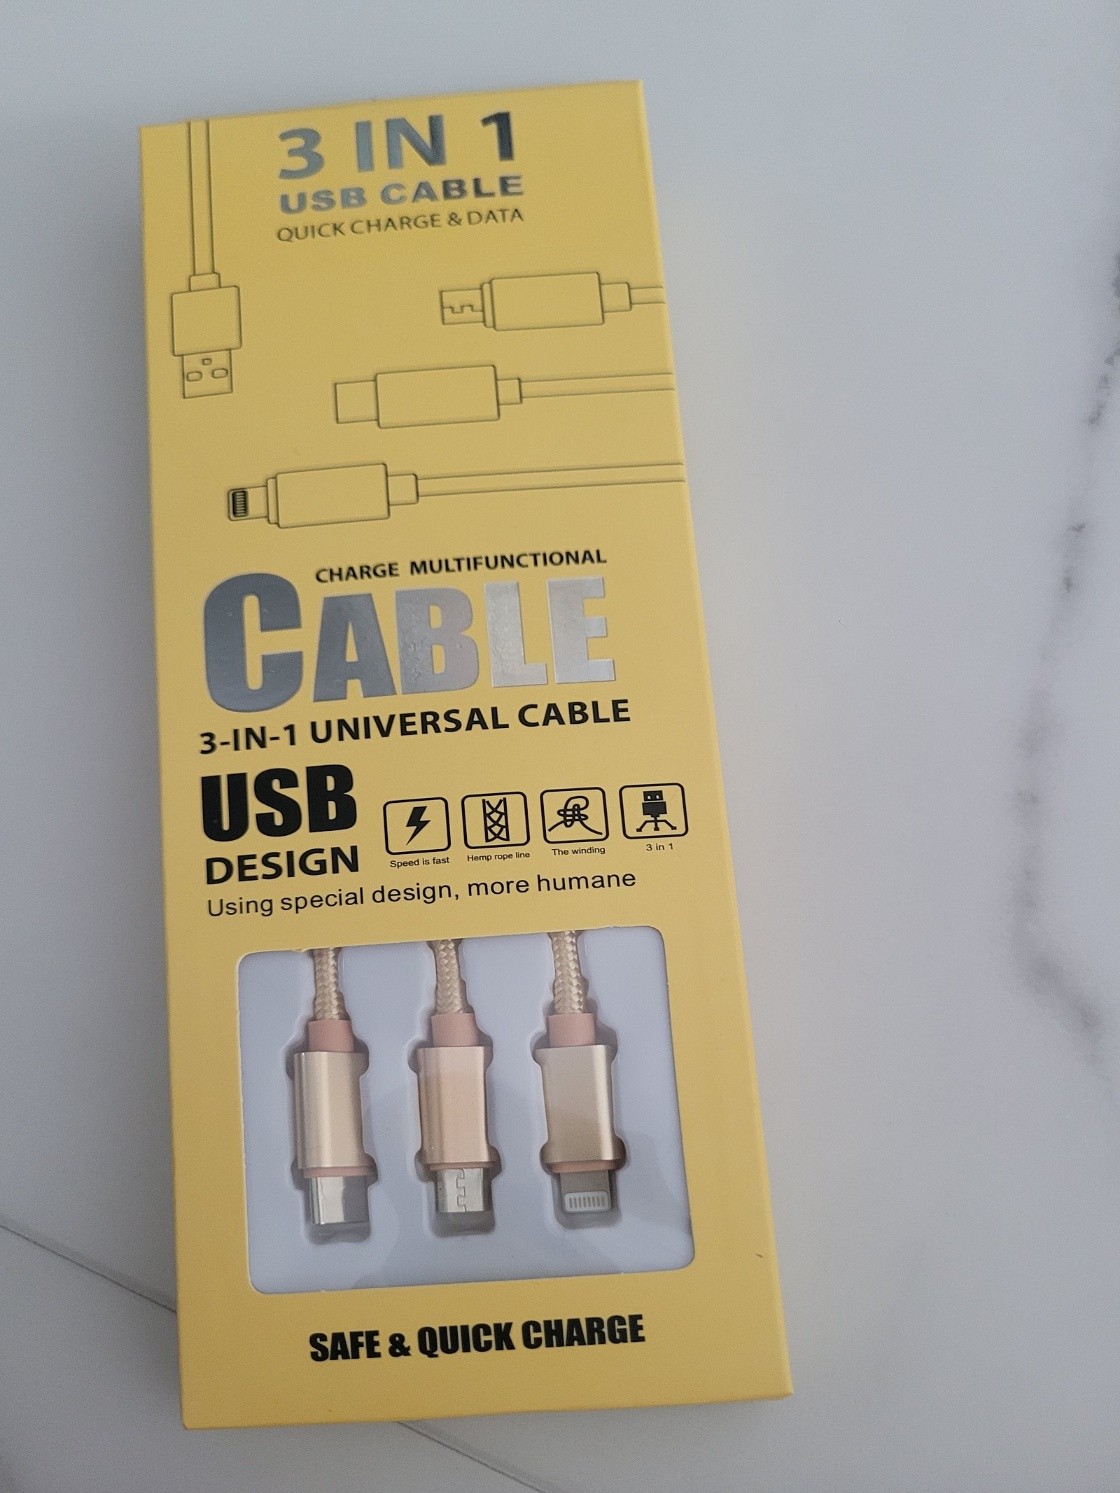 3 IN 1
USB CABLE
QUICK CHARGE & DATA
CHARGE MULTIFUNCTIONAL
CABLE
3-IN-1 UNIVERSAL CABLE
USB
DESIGN
Speed is fast
Hemp rope line
The winding
3 in 1
Using special design, more humane
SAFE & QUICK CHARGE